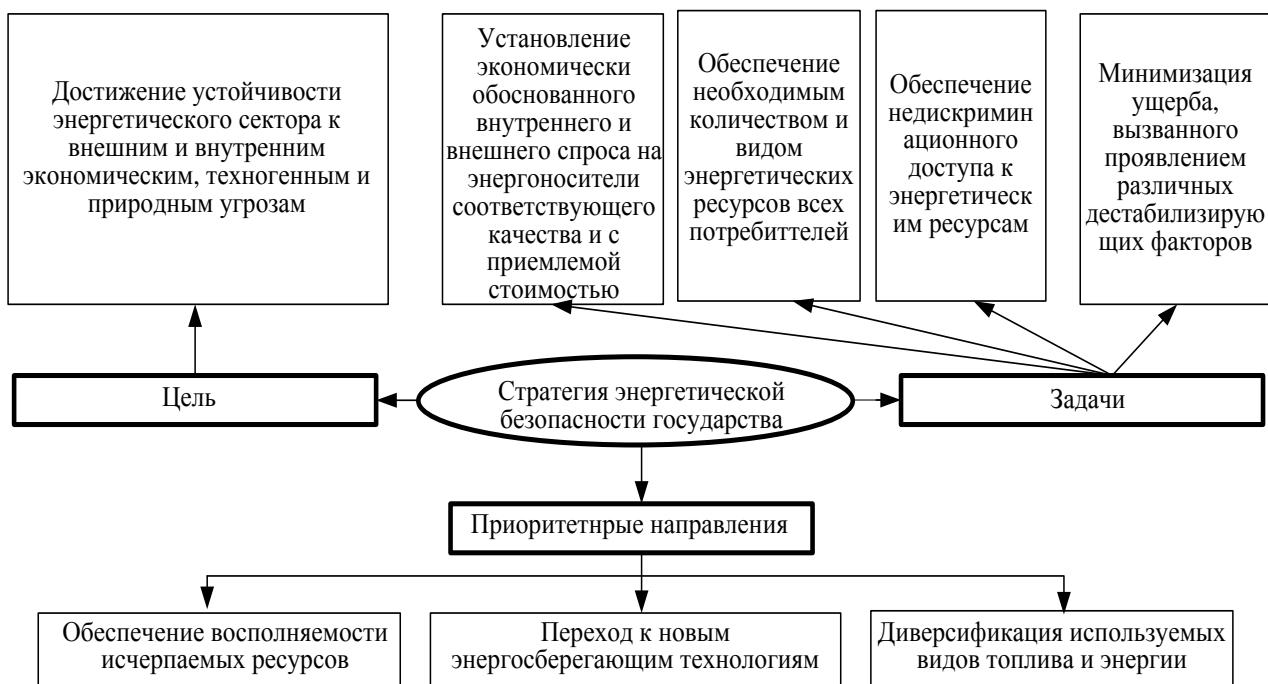 Достижение устойчивости
энергетического сектора к
внешним и внутренним
экономическим, техногенным и
природным угрозам
Установление
экономически
обоснованного
внутреннего и
внешнего спроса на
энергоносители
соответствующего
качества и с
приемлемой
стоимостью
Обеспечение
необходимым
количеством и
видом
энергетических
ресурсов всех
потребиттелей
Обеспечение
недискримин
ационного
доступа к
энергетическ
им ресурсам
Минимизация
ущерба,
вызванного
проявлением
различных
дестабилизирую
щих факторов
Цель
Стратегия энергетической
безопасности государства
Задачи
Приоритетнрые направления
Обеспечение восполняемости
исчерпаемых ресурсов
Переход к новым
энергосберегающим технологиям
Диверсификация используемых
видов топлива и энергии